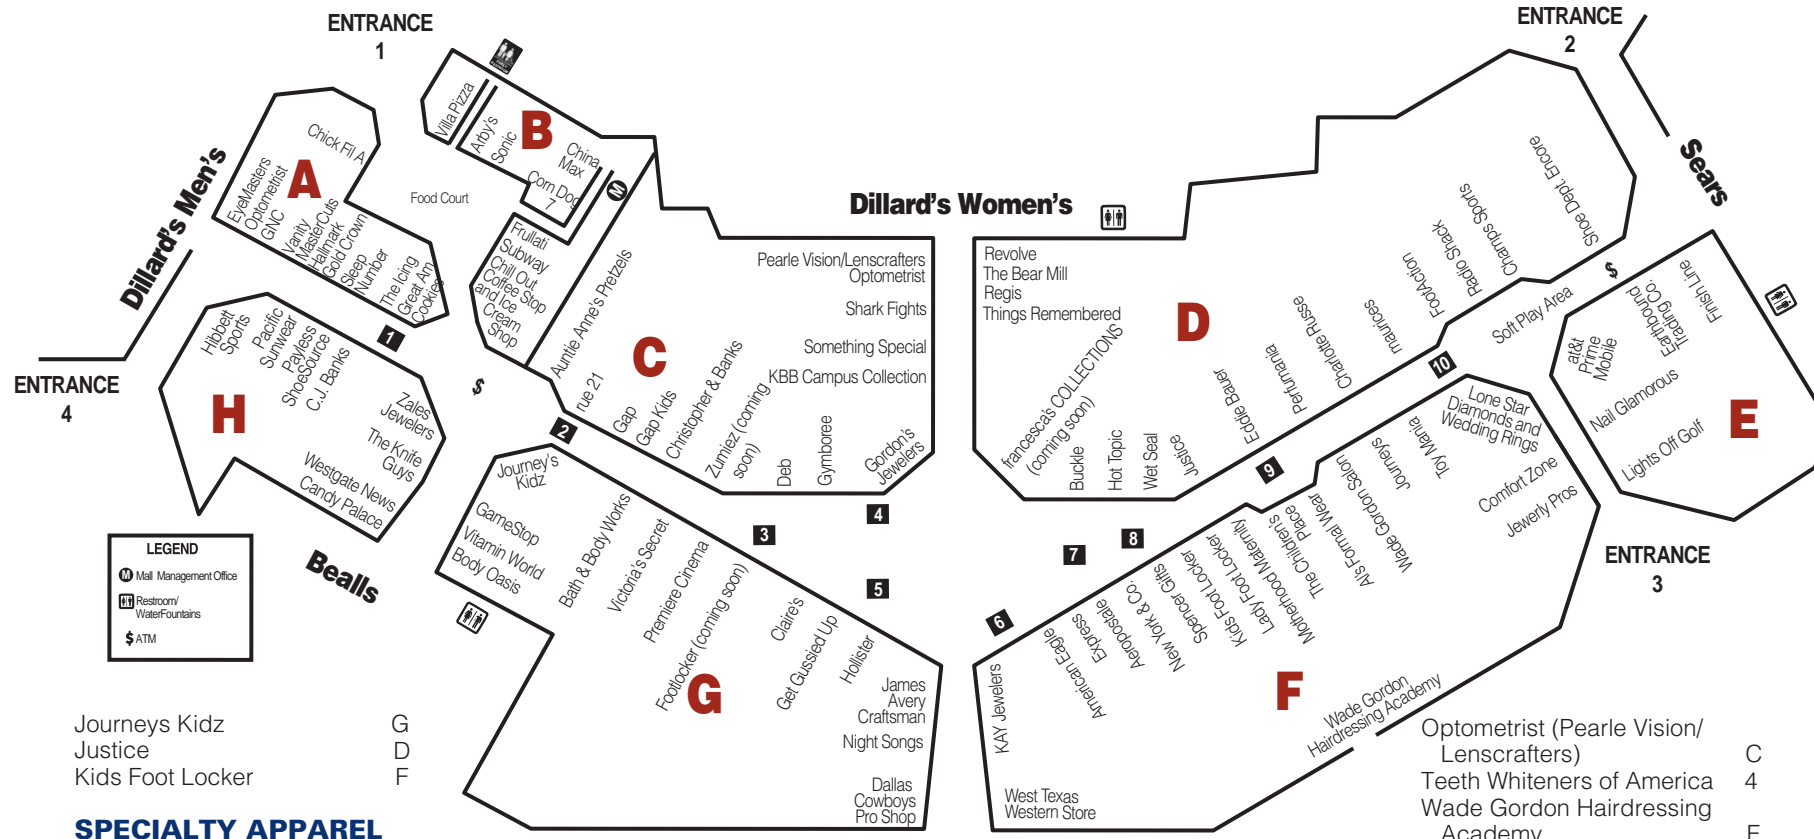 ENTRANCE
1
ENTRANCE
2
Villa Pizza
Arby's
Sonic
B
China
Max
Corn Dog
7
M
Chick Fil A
A
EyeMasters
Optometrist
GNC
Vanity
MasterCuts
Hallmark
Gold Crown
Sleep
Number
The Icing
Great Am
Cookies
Food Court
Dillard's Men's
Frullati
Subway
Chill Out
Coffee Stop
and Ice
Cream
Shop
Auntie Anne's Pretzels
rue 21
Gap
Gap Kids
Christopher & Banks
Zumiez (coming
soon)
Deb
Gymboree
Gordon's
Jewelers
C
Pearle Vision/Lenscrafters
Optometrist
Shark Fights
Something Special
KBB Campus Collection
Dillard's Women's
Revolve
The Bear Mill
Regis
Things Remembered
francesca's COLLECTIONS
(coming soon)
Buckle
Hot Topic
Wet Seal
Justice
Eddie Bauer
Perfumania
Charlotte Russe
maurices
FootAction
Radio Shack
Champs Sports
Shoe Dept. Encore
D
Sears
$
Soft Play Area
at&t
Prime
Mobile
Earthbound
Trading Co.
Finish Line
Nail Glamorous
Lights Off Golf
E
ENTRANCE
4
Hibbett
Sports
Pacific
Sunwear
Payless
ShoeSource
C.J. Banks
Zales
Jewelers
The Knife
Guys
Westgate News
Candy Palace
H
1
$
2
3
4
5
6
7
8
9
10
Bealls
LEGEND
M Mall Management Office
Restroom/
WaterFountains
$ ATM
Journey's
Kidz
GameStop
Vitamin World
Body Oasis
Bath & Body Works
Victoria's Secret
Premiere Cinema
Footlocker (coming soon)
Claire's
Get Gussied Up
Hollister
G
James
Avery
Craftsman
Night Songs
Dallas
Cowboys
Pro Shop
KAY Jewelers
American Eagle
Express
Aeropostale
New York & Co.
Spencer Gifts
Kids Foot Locker
Lady Foot Locker
Motherhood Maternity
The Children's
Place
Al's Formal Wear
Wade Gordon Salon
Journeys
Toy Mania
Lone Star
Diamonds and
Wedding Rings
Comfort Zone
Jewerly Pros
F
Wade Gordon
Hairdressing Academy
West Texas
Western Store
ENTRANCE
3
Journeys Kidz G
Justice D
Kids Foot Locker F
SPECIALTY APPAREL
Optometrist (Pearle Vision/
Lenscrafters) C
Teeth Whiteners of America 4
Wade Gordon Hairdressing
Academy F